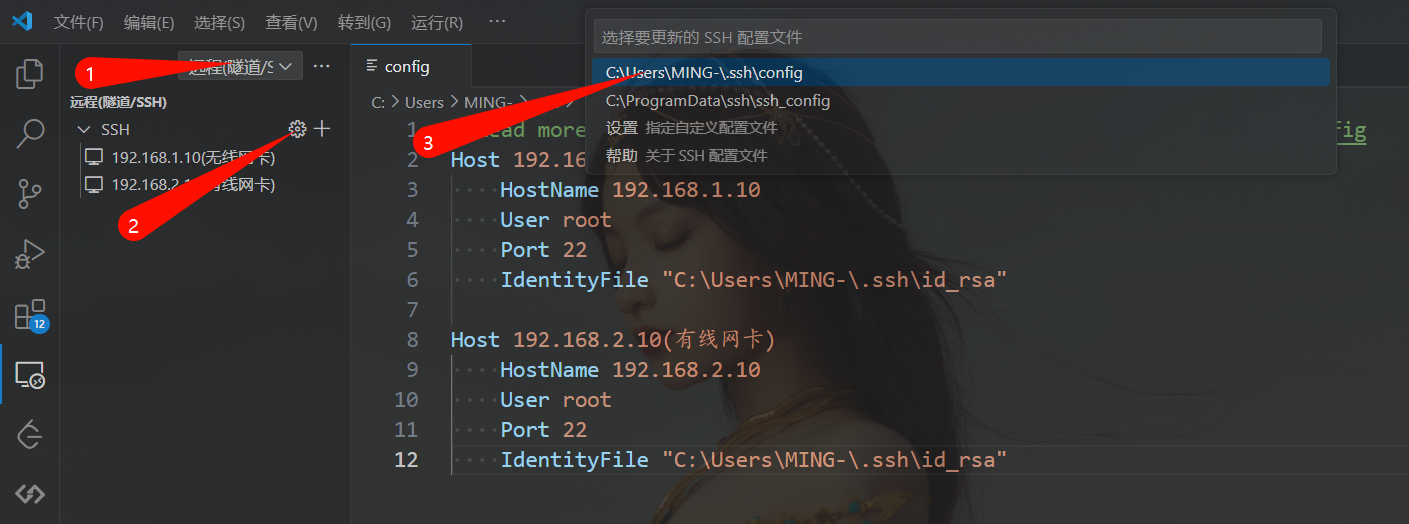 文件(F) 编辑(E) 选择(S) 查看(V) 转到(G) 运行(R) ···
选择要更新的 SSH 配置文件
C:\Users\MING-\.ssh\config
C:\ProgramData\ssh\ssh_config
设置 指定自定义配置文件
帮助 关于 SSH 配置文件
1
远程(隧道/S
···
远程(隧道/SSH)
SSH
192.168.1.10(无线网卡)
192.168.2.1 有线网卡)
2
3
12
config
C: > Users > MING- >
1 ead more fig
2 Host 192.16
3 ····HostName 192.168.1.10
4 ····User root
5 ····Port 22
6 ····IdentityFile "C:\Users\MING-\.ssh\id_rsa"
7
8 Host 192.168.2.10(有线网卡)
9 ····HostName 192.168.2.10
10 ····User root
11 ····Port 22
12 ····IdentityFile "C:\Users\MING-\.ssh\id_rsa"